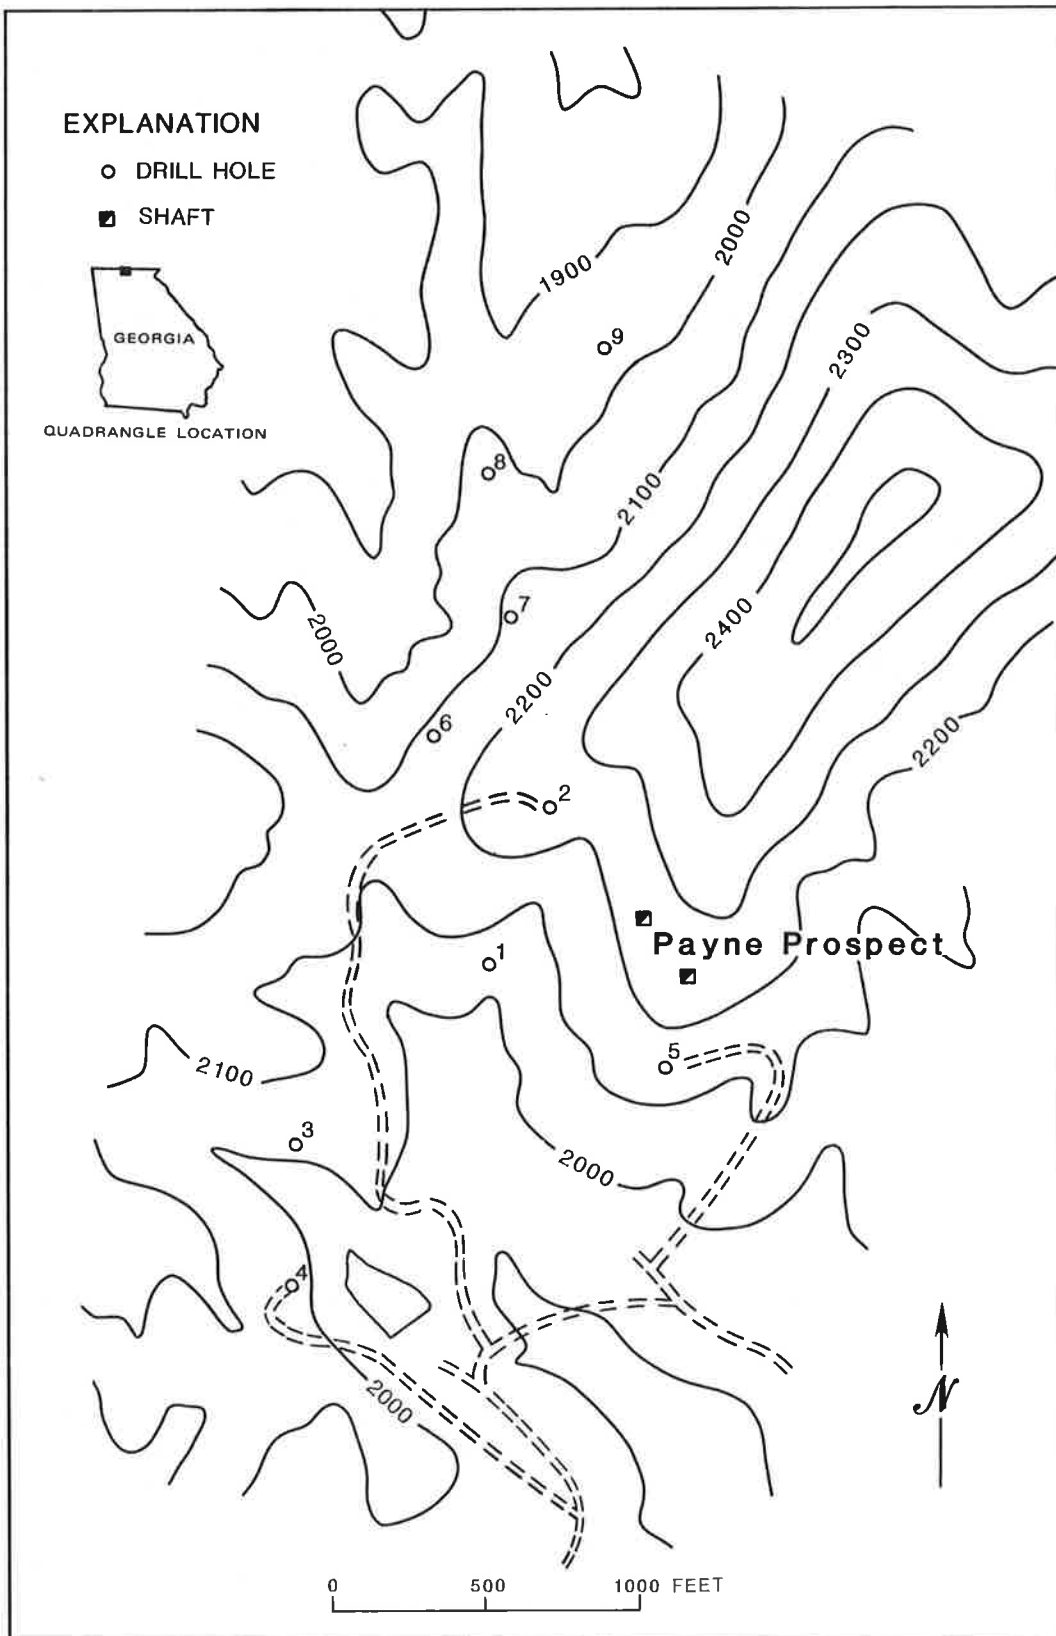 EXPLANATION
DRILL HOLE
SHAFT
GEORGIA
QUADRANGLE LOCATION
1900
2000
9
2300
8
2100
7
2000
2400
2200
6
2200
2
Payne Prospect
1
5
2100
3
2000
4
2000
N
0 500 1000 FEET